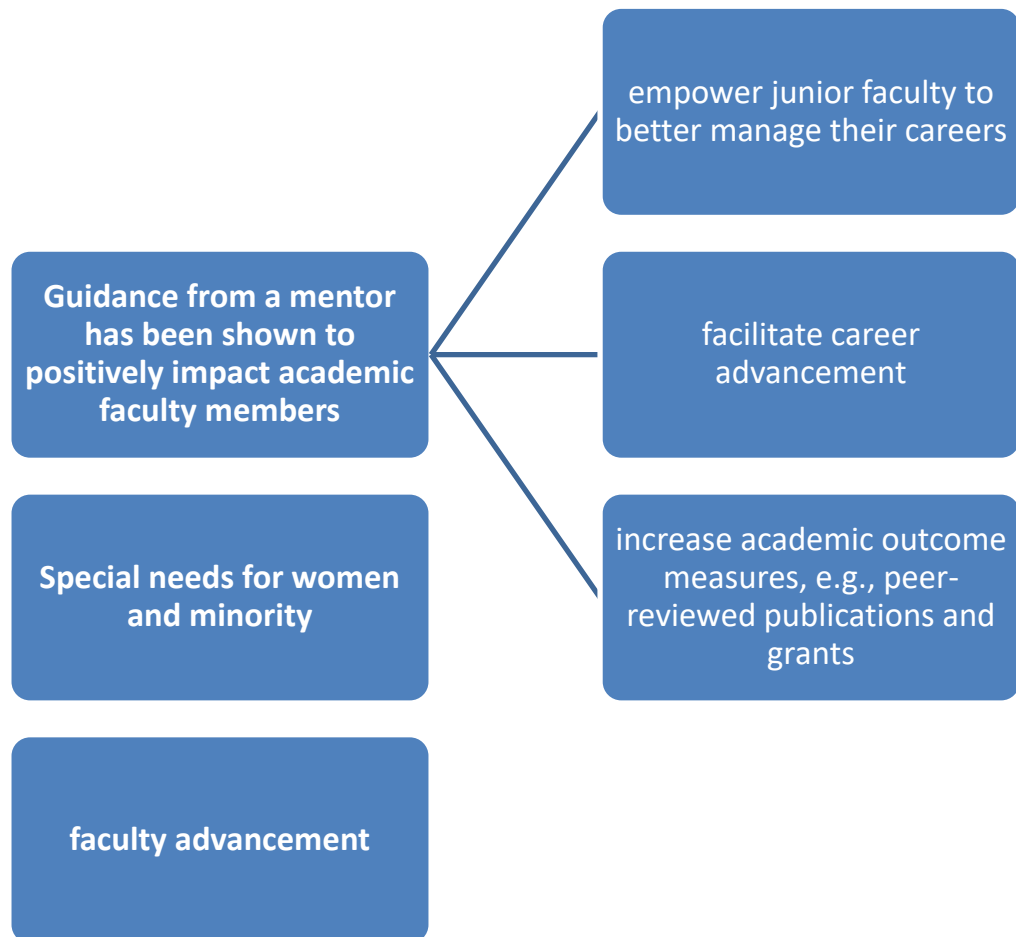 Guidance from a mentor
has been shown to
positively impact academic
faculty members
empower junior faculty to
better manage their careers
facilitate career
advancement
increase academic outcome
measures, e.g., peer-
reviewed publications and
grants
Special needs for women
and minority
faculty advancement